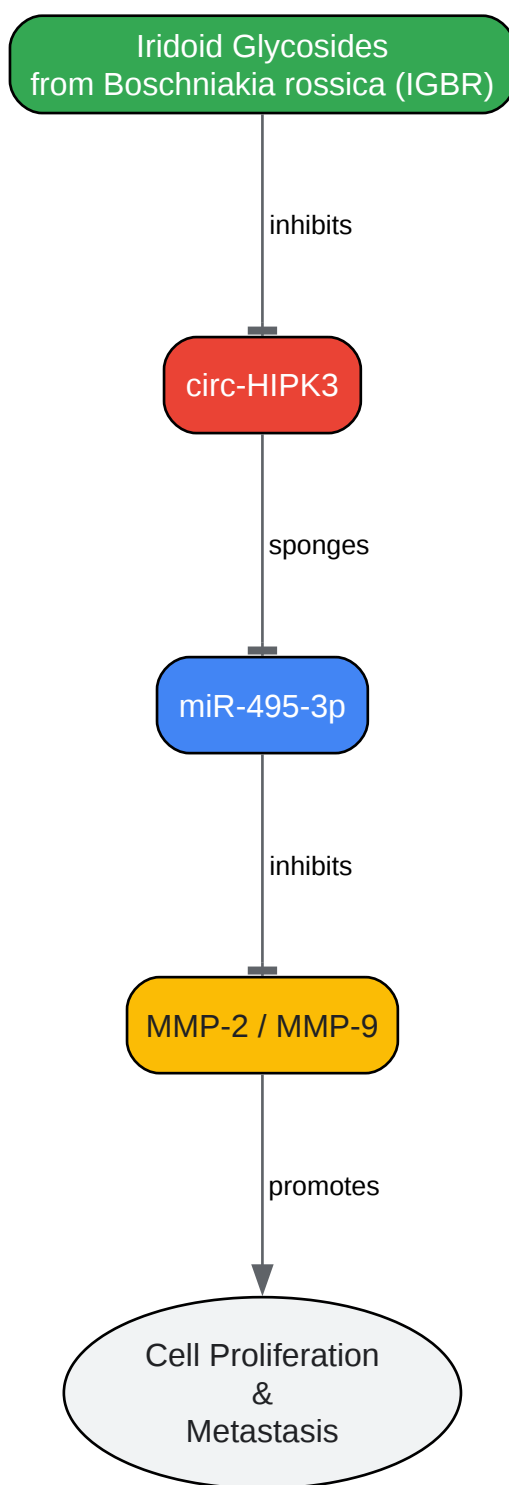 Iridoid Glycosides
from Boschniakia rossica (IGBR)
inhibits
circ-HIPK3
sponges
miR-495-3p
inhibits
MMP-2 / MMP-9
promotes
Cell Proliferation
&
Metastasis